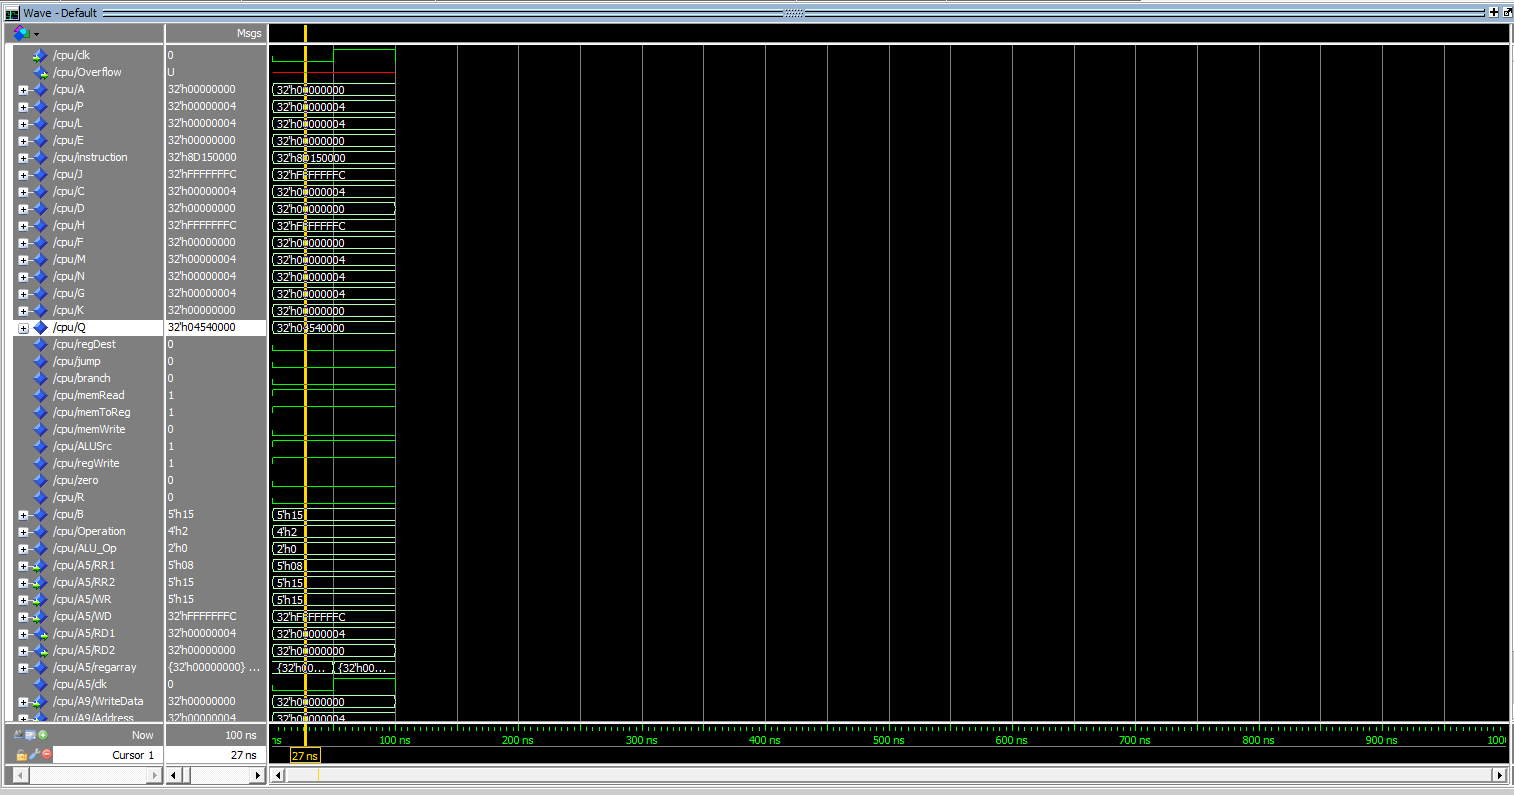 Wave - Default
Msgs
/cpu/clk 0
/cpu/Overflow U
/cpu/A 32'h00000000 32'h00000000
/cpu/P 32'h00000004 32'h00000004
/cpu/L 32'h00000004 32'h00000004
/cpu/E 32'h00000000 32'h00000000
/cpu/instruction 32'h8D150000 32'h8D150000
/cpu/J 32'hFFFFFFFC 32'hFFFFFFFC
/cpu/C 32'h00000004 32'h00000004
/cpu/D 32'h00000000 32'h00000000
/cpu/H 32'hFFFFFFFC 32'hFFFFFFFC
/cpu/F 32'h00000000 32'h00000000
/cpu/M 32'h00000004 32'h00000004
/cpu/N 32'h00000004 32'h00000004
/cpu/G 32'h00000004 32'h00000004
/cpu/K 32'h00000000 32'h00000000
/cpu/Q 32'h04540000 32'h04540000
/cpu/regDest 0
/cpu/jump 0
/cpu/branch 0
/cpu/memRead 1
/cpu/memToReg 1
/cpu/memWrite 0
/cpu/ALUSrc 1
/cpu/regWrite 1
/cpu/zero 0
/cpu/R 0
/cpu/B 5'h15 5'h15
/cpu/Operation 4'h2 4'h2
/cpu/ALU_Op 2'h0 2'h0
/cpu/A5/RR1 5'h08 5'h08
/cpu/A5/RR2 5'h15 5'h15
/cpu/A5/WR 5'h15 5'h15
/cpu/A5/WD 32'hFFFFFFFC 32'hFFFFFFFC
/cpu/A5/RD1 32'h00000004 32'h00000004
/cpu/A5/RD2 32'h00000000 32'h00000000
/cpu/A5/regarray {32'h00000000} ... {32'h00... {32'h00...
/cpu/A5/clk 0
/cpu/A9/WriteData 32'h00000000 32'h00000000
/cpu/A9/Address 32'h00000004 32'h00000004
Now 100 ns ns 100 ns 200 ns 300 ns 400 ns 500 ns 600 ns 700 ns 800 ns 900 ns 100
Cursor 1 27 ns 27 ns